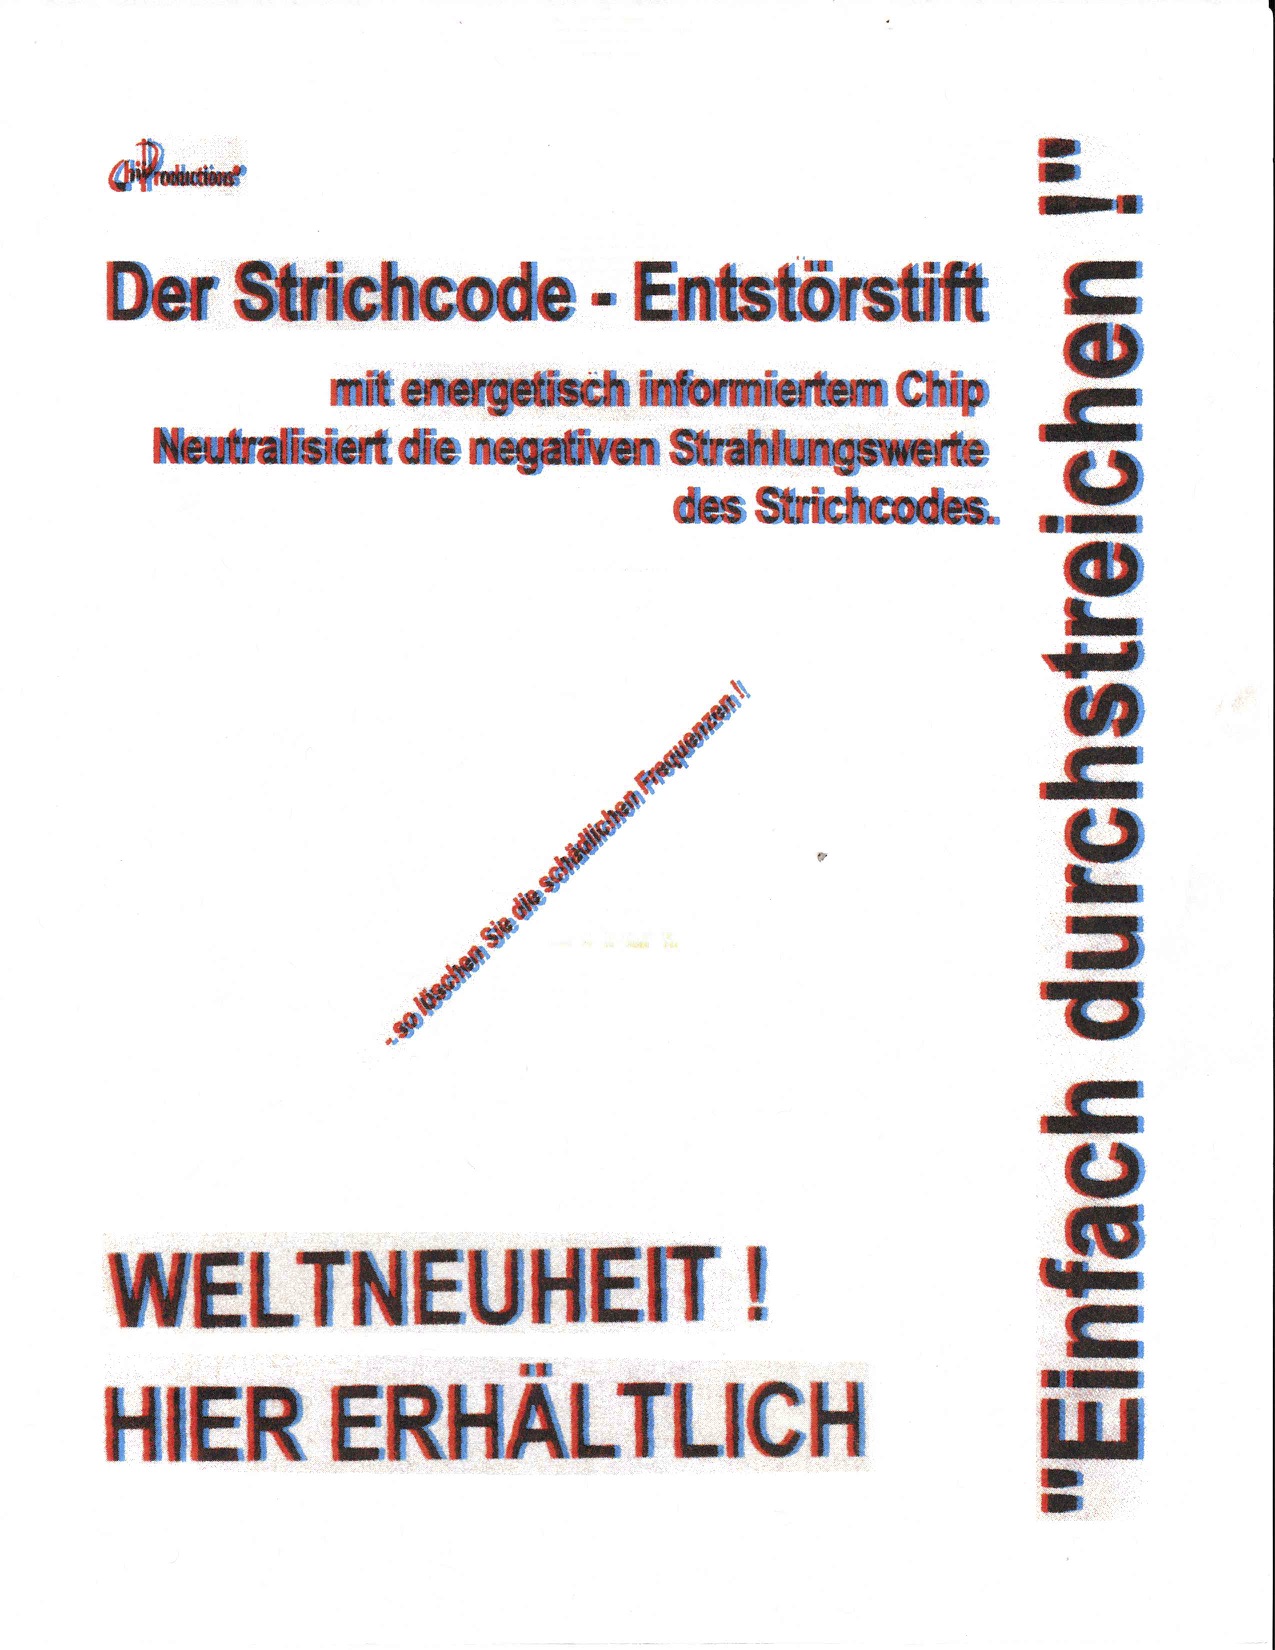 ChiProductions®
Der Strichcode - Entstörstift
mit energetisch informiertem Chip
Neutralisiert die negativen Strahlungswerte
des Strichcodes.
- so löschen Sie die schädlichen Frequenzen !
"Einfach durchstreichen !"
WELTNEUHEIT !
HIER ERHÄLTLICH